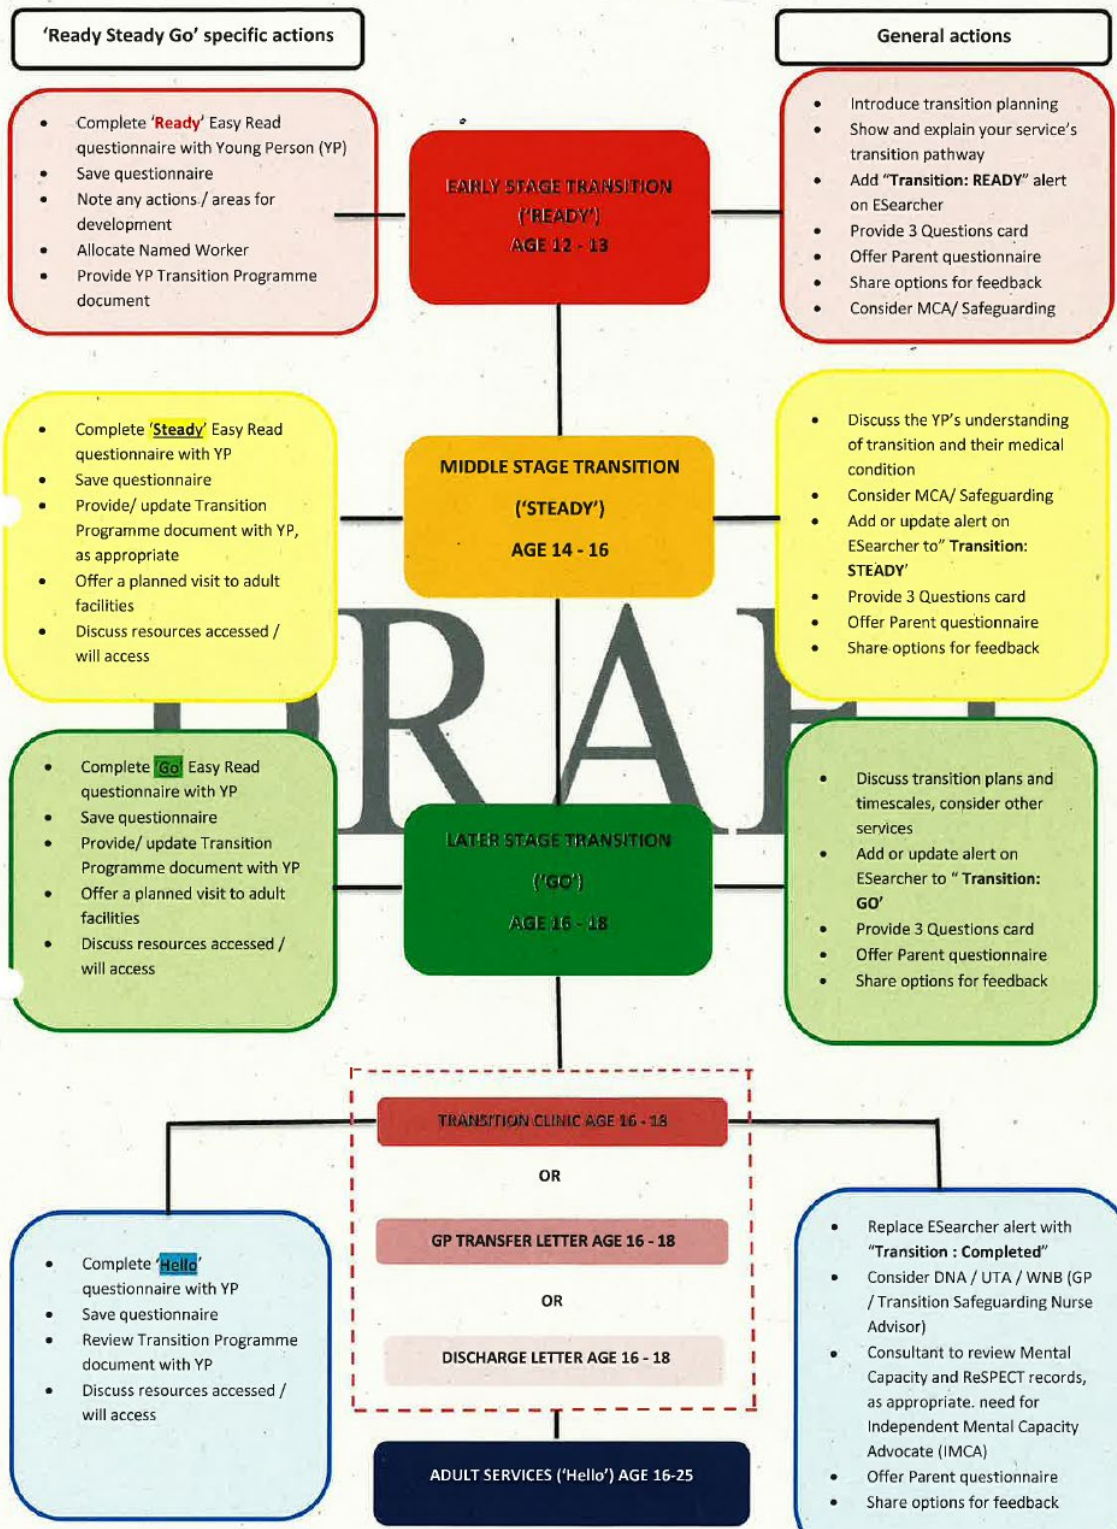 'Ready Steady Go' specific actions
General actions
• Complete 'Ready' Easy Read
questionnaire with Young Person (YP)
• Save questionnaire
• Note any actions / areas for
development
• Allocate Named Worker
• Provide YP Transition Programme
document
EARLY STAGE TRANSITION
('READY')
AGE 12 - 13
• Introduce transition planning
• Show and explain your service's
transition pathway
• Add "Transition: READY" alert
on ESearcher
• Provide 3 Questions card
• Offer Parent questionnaire
• Share options for feedback
• Consider MCA/ Safeguarding
• Complete 'Steady' Easy Read
questionnaire with YP
• Save questionnaire
• Provide/ update Transition
Programme document with YP,
as appropriate
• Offer a planned visit to adult
facilities
• Discuss resources accessed /
will access
MIDDLE STAGE TRANSITION
('STEADY')
AGE 14 - 16
• Discuss the YP's understanding
of transition and their medical
condition
• Consider MCA/ Safeguarding
• Add or update alert on
ESearcher to" Transition:
STEADY'
• Provide 3 Questions card
• Offer Parent questionnaire
• Share options for feedback
DRAFT
• Complete 'Go' Easy Read
questionnaire with YP
• Save questionnaire
• Provide/ update Transition
Programme document with YP
• Offer a planned visit to adult
facilities
• Discuss resources accessed /
will access
LATER STAGE TRANSITION
('GO')
AGE 16 - 18
• Discuss transition plans and
timescales, consider other
services
• Add or update alert on
ESearcher to " Transition:
GO'
• Provide 3 Questions card
• Offer Parent questionnaire
• Share options for feedback
TRANSITION CLINIC AGE 16 - 18
OR
GP TRANSFER LETTER AGE 16 - 18
OR
DISCHARGE LETTER AGE 16 - 18
ADULT SERVICES ('Hello') AGE 16-25
• Complete 'Hello'
questionnaire with YP
• Save questionnaire
• Review Transition Programme
document with YP
• Discuss resources accessed /
will access
• Replace ESearcher alert with
"Transition : Completed"
• Consider DNA / UTA / WNB (GP
/ Transition Safeguarding Nurse
Advisor)
• Consultant to review Mental
Capacity and ReSPECT records,
as appropriate. need for
Independent Mental Capacity
Advocate (IMCA)
• Offer Parent questionnaire
• Share options for feedback